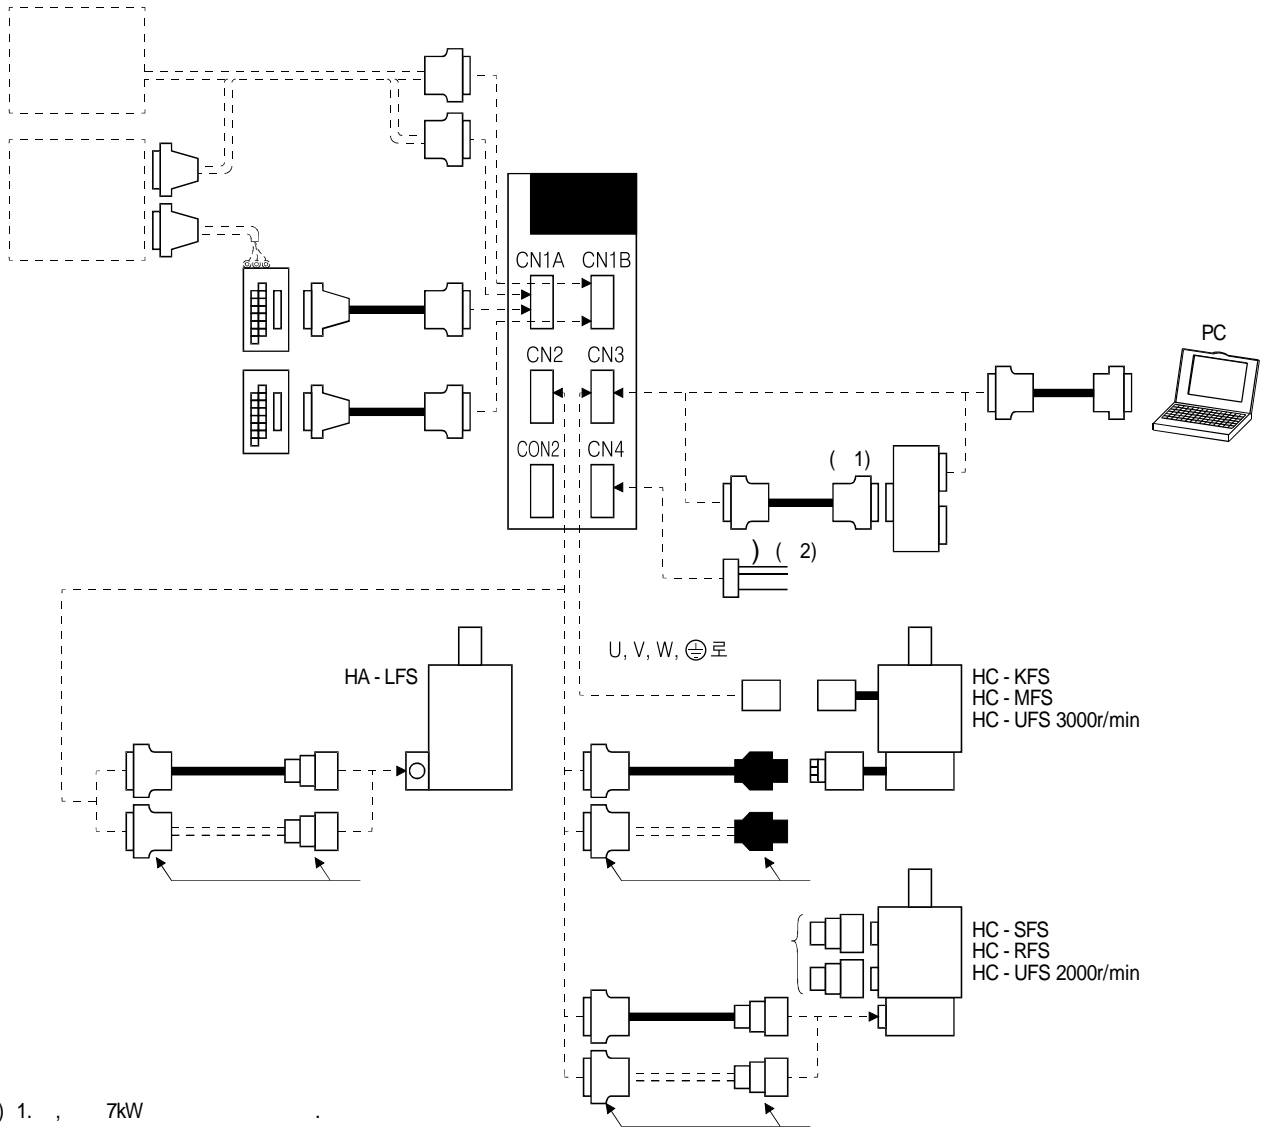 CN1A CN1B
CN2 CN3
PC
CON2 CN4
( 1)
) ( 2)
U, V, W, 로
HA - LFS
HC - KFS
HC - MFS
HC - UFS 3000r/min
HC - SFS
HC - RFS
HC - UFS 2000r/min
) 1. , 7kW .